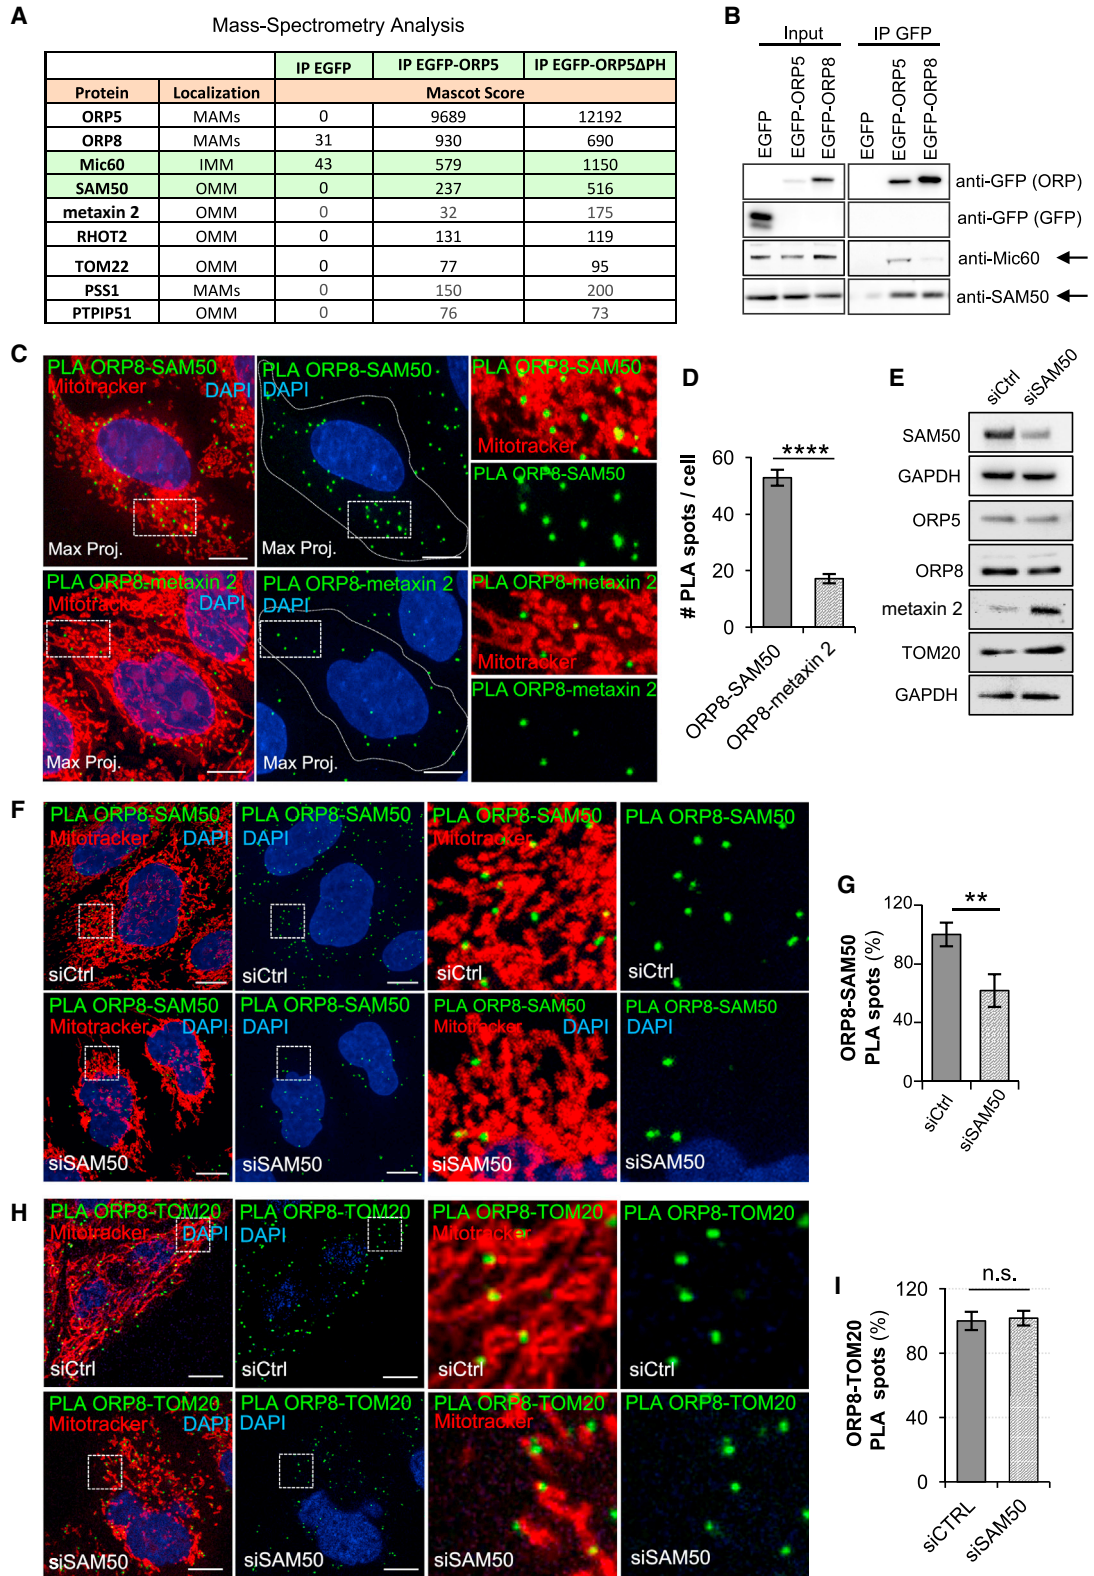 A
Mass-Spectrometry Analysis
IP EGFP IP EGFP-ORP5 IP EGFP-ORP5ΔPH
Protein Localization Mascot Score
ORP5 MAMs 0 9689 12192
ORP8 MAMs 31 930 690
Mic60 IMM 43 579 1150
SAM50 OMM 0 237 516
metaxin 2 OMM 0 32 175
RHOT2 OMM 0 131 119
TOM22 OMM 0 77 95
PSS1 MAMs 0 150 200
PTPIP51 OMM 0 76 73
B
Input IP GFP
EGFP
EGFP-ORP5
EGFP-ORP8
EGFP
EGFP-ORP5
EGFP-ORP8
anti-GFP (ORP)
anti-GFP (GFP)
anti-Mic60
anti-SAM50
C
PLA ORP8-SAM50
Mitotracker
DAPI
Max Proj.
PLA ORP8-SAM50
DAPI
PLA ORP8-SAM50
Mitotracker
PLA ORP8-SAM50
PLA ORP8-metaxin 2
Mitotracker
DAPI
Max Proj.
PLA ORP8-metaxin 2
DAPI
Max Proj.
PLA ORP8-metaxin 2
Mitotracker
PLA ORP8-metaxin 2
D
# PLA spots / cell
60
40
20
0
****
ORP8-SAM50
ORP8-metaxin 2
E
siCtrl
siSAM50
SAM50
GAPDH
ORP5
ORP8
metaxin 2
TOM20
GAPDH
F
PLA ORP8-SAM50
Mitotracker DAPI
siCtrl
PLA ORP8-SAM50
DAPI
siCtrl
PLA ORP8-SAM50
Mitotracker
siCtrl
PLA ORP8-SAM50
siCtrl
PLA ORP8-SAM50
Mitotracker DAPI
siSAM50
PLA ORP8-SAM50
DAPI
siSAM50
PLA ORP8-SAM50
Mitotracker DAPI
siSAM50
PLA ORP8-SAM50
DAPI
siSAM50
G
ORP8-SAM50
PLA spots (%)
120
80
40
0
**
siCtrl
siSAM50
H
PLA ORP8-TOM20
Mitotracker DAPI
siCtrl
PLA ORP8-TOM20
DAPI
siCtrl
PLA ORP8-TOM20
Mitotracker
siCtrl
PLA ORP8-TOM20
siCtrl
PLA ORP8-TOM20
Mitotracker DAPI
siSAM50
PLA ORP8-TOM20
DAPI
siSAM50
PLA ORP8-TOM20
Mitotracker
siSAM50
PLA ORP8-TOM20
siSAM50
I
ORP8-TOM20
PLA spots (%)
120
80
40
0
n.s.
siCTRL
siSAM50